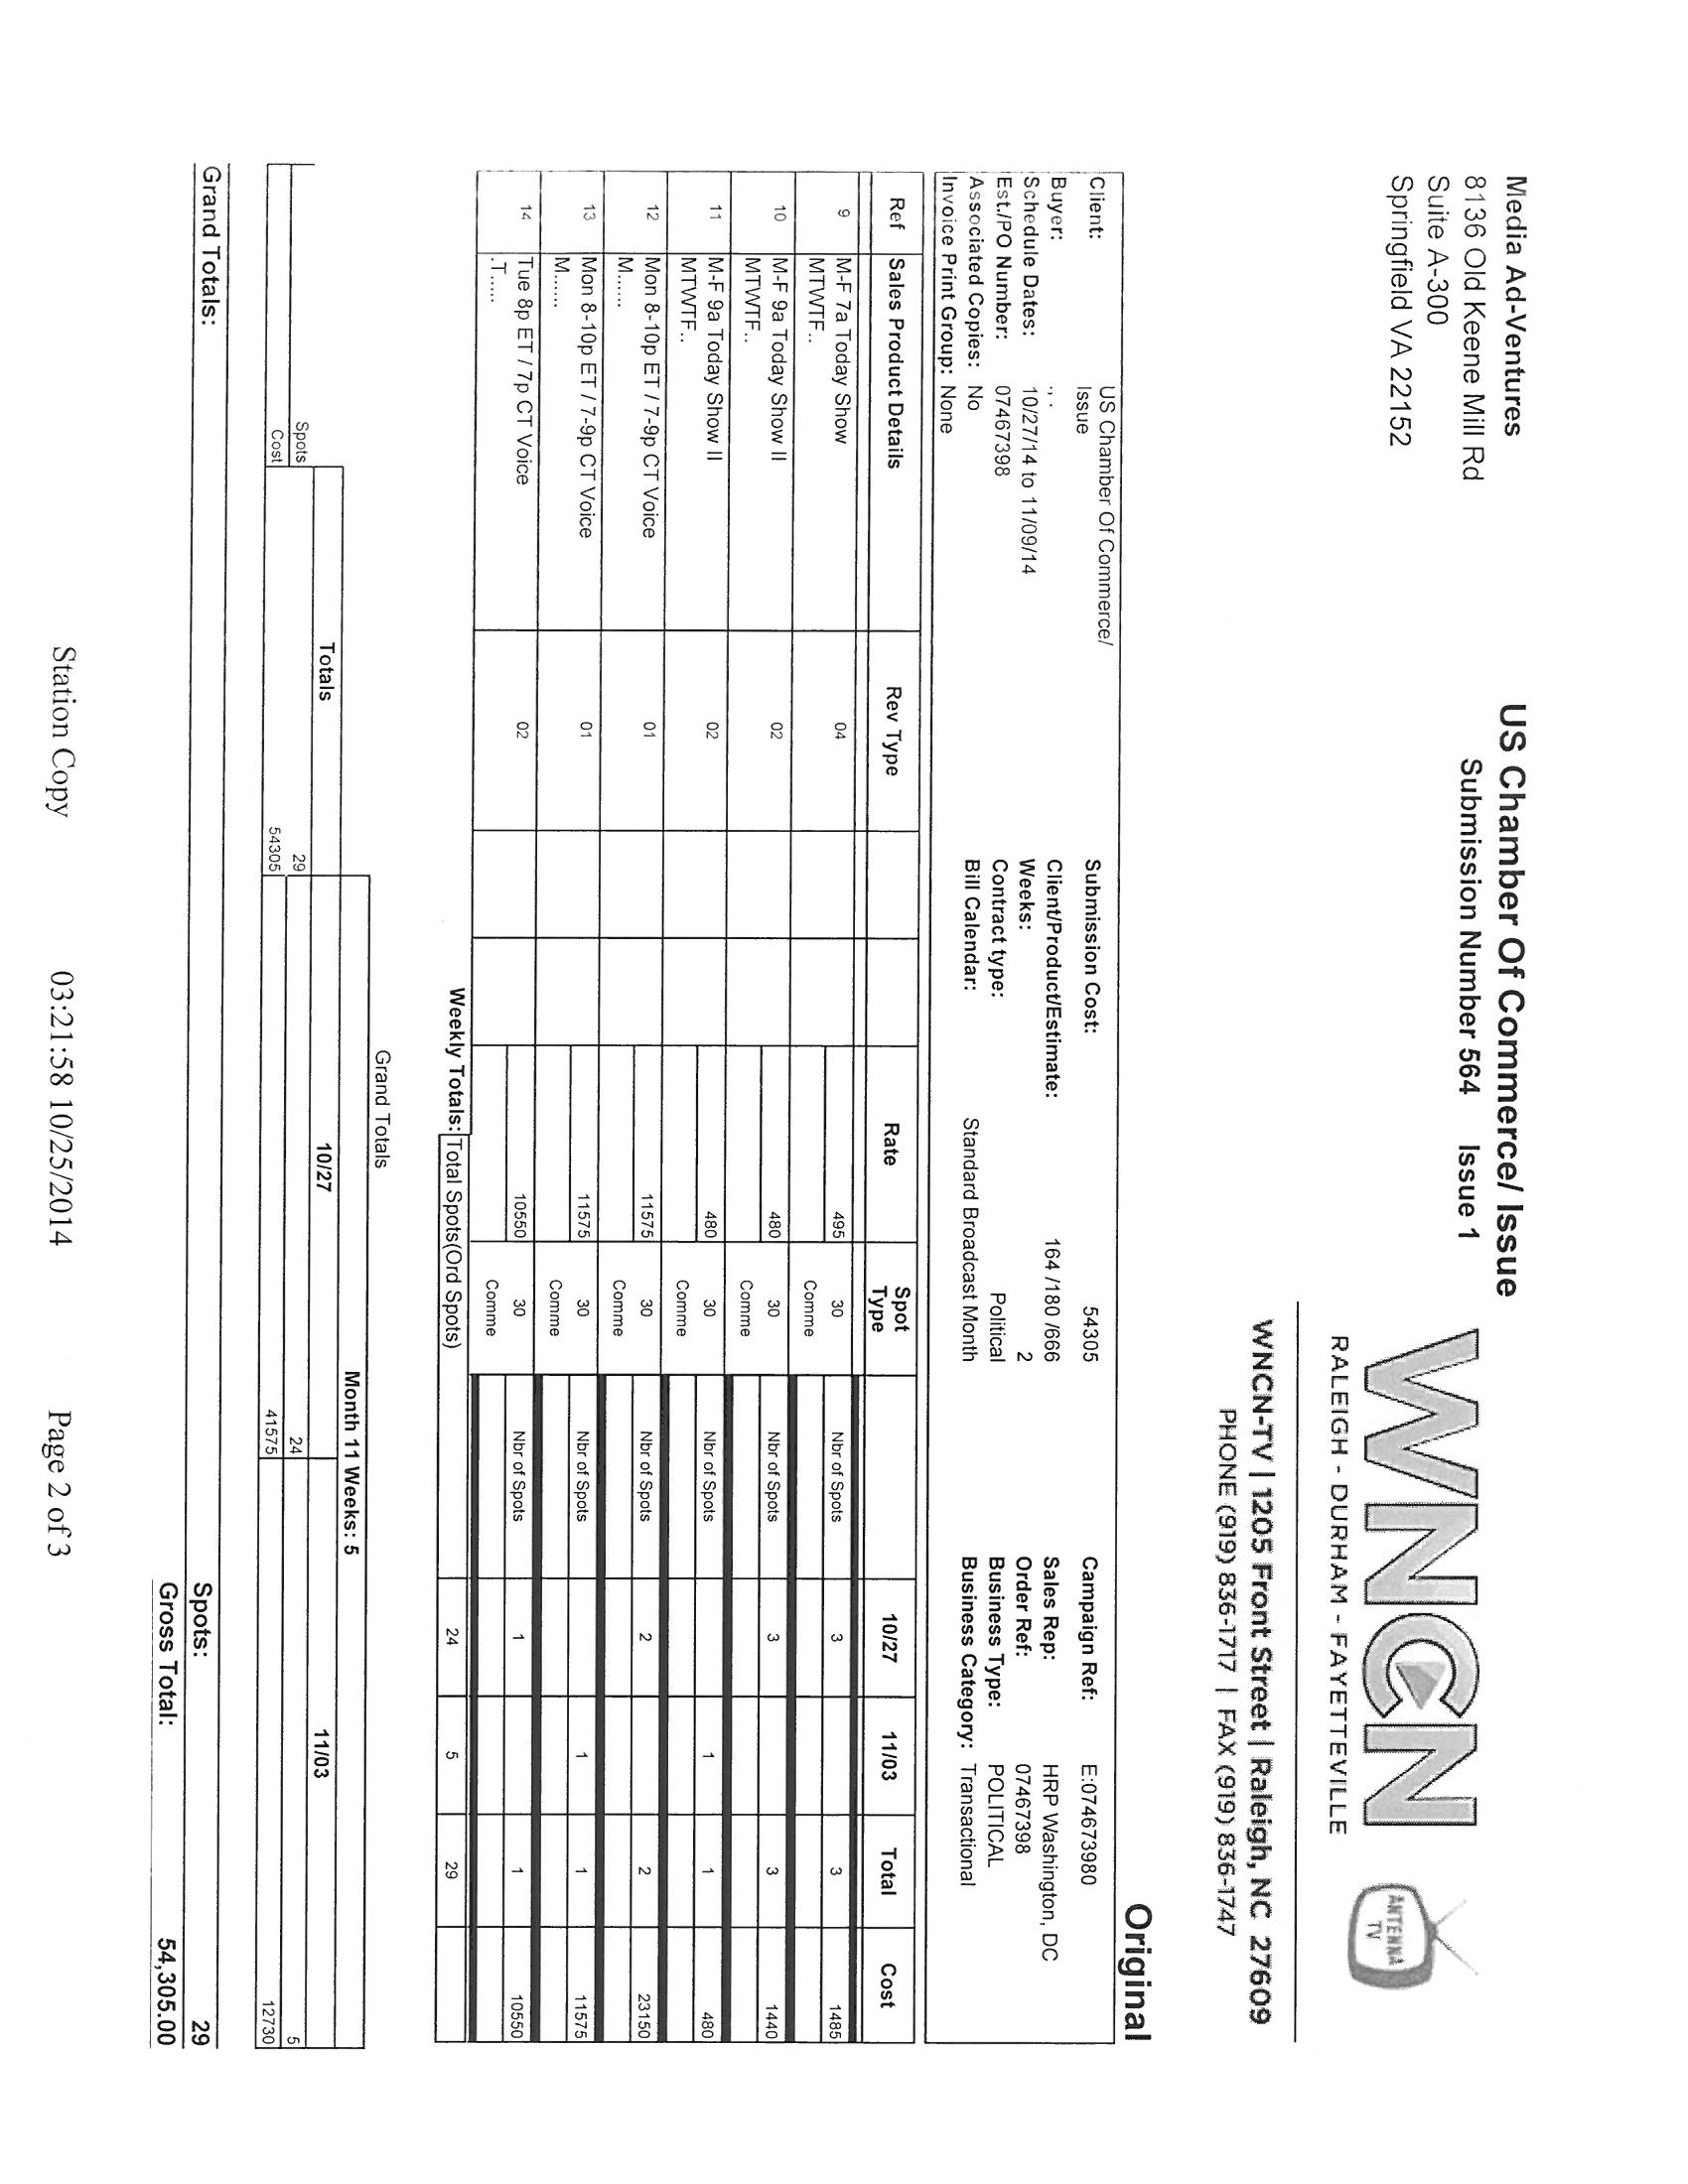 Media Ad-Ventures
8136 Old Keene Mill Rd
Suite A-300
Springfield VA 22152
US Chamber Of Commerce/ Issue
Submission Number 564 Issue 1
WNCN
RALEIGH - DURHAM - FAYETTEVILLE
ANTENNA
TV
WNCN-TV | 1205 Front Street | Raleigh, NC 27609
PHONE (919) 836-1717 | FAX (919) 836-1747
Original
Client: US Chamber Of Commerce/
Issue
Buyer: ., .
Schedule Dates: 10/27/14 to 11/09/14
Est./PO Number: 07467398
Associated Copies: No
Invoice Print Group: None
Submission Cost: 54305
Client/Product/Estimate: 164 /180 /666
Weeks: 2
Contract type: Political
Bill Calendar: Standard Broadcast Month
Campaign Ref: E:074673980
Sales Rep: HRP Washington, DC
Order Ref: 07467398
Business Type: POLITICAL
Business Category: Transactional
Ref Sales Product Details Rev Type Rate Spot Type 10/27 11/03 Total Cost
9 M-F 7a Today Show 04 495 30 Nbr of Spots 3 3 1485
MTWTF.. Comme
10 M-F 9a Today Show II 02 480 30 Nbr of Spots 3 3 1440
MTWTF.. Comme
11 M-F 9a Today Show II 02 480 30 Nbr of Spots 1 1 480
MTWTF.. Comme
12 Mon 8-10p ET / 7-9p CT Voice 01 11575 30 Nbr of Spots 2 2 23150
M...... Comme
13 Mon 8-10p ET / 7-9p CT Voice 01 11575 30 Nbr of Spots 1 1 11575
M...... Comme
14 Tue 8p ET / 7p CT Voice 02 10550 30 Nbr of Spots 1 1 10550
.T..... Comme
Weekly Totals: Total Spots(Ord Spots) 24 5 29
Grand Totals
Month 11 Weeks: 5
Totals 10/27 11/03
Spots 29 24 5
Cost 54305 41575 12730
Grand Totals: Spots: 29
Gross Total: 54,305.00
Station Copy 03:21:58 10/25/2014 Page 2 of 3